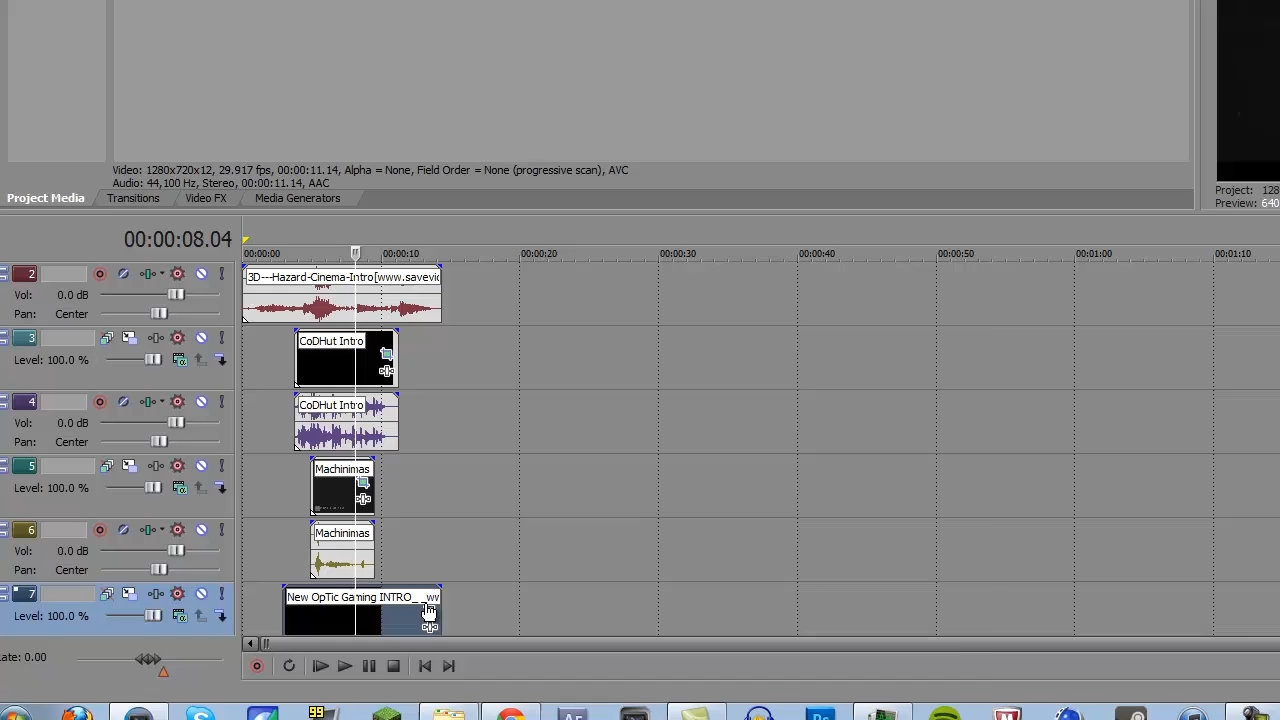 Video: 1280x720x12, 29.917 fps, 00:00:11.14, Alpha = None, Field Order = None (progressive scan), AVC
Audio: 44,100 Hz, Stereo, 00:00:11.14, AAC
Project: 128
Preview: 640
Project Media Transitions Video FX Media Generators
00:00:08.04
00:00:00 00:00:10 00:00:20 00:00:30 00:00:40 00:00:50 00:01:00 00:01:10
2
3D---Hazard-Cinema-Intro[www.savevid
Vol: 0.0 dB
Pan: Center
3
CoDHut Intro
Level: 100.0 %
4
CoDHut Intro
Vol: 0.0 dB
Pan: Center
5
Machinimas
Level: 100.0 %
6
Machinimas
Vol: 0.0 dB
Pan: Center
7
New OpTic Gaming INTRO_ _ww
Level: 100.0 %
ate: 0.00
99
Ae
Ps